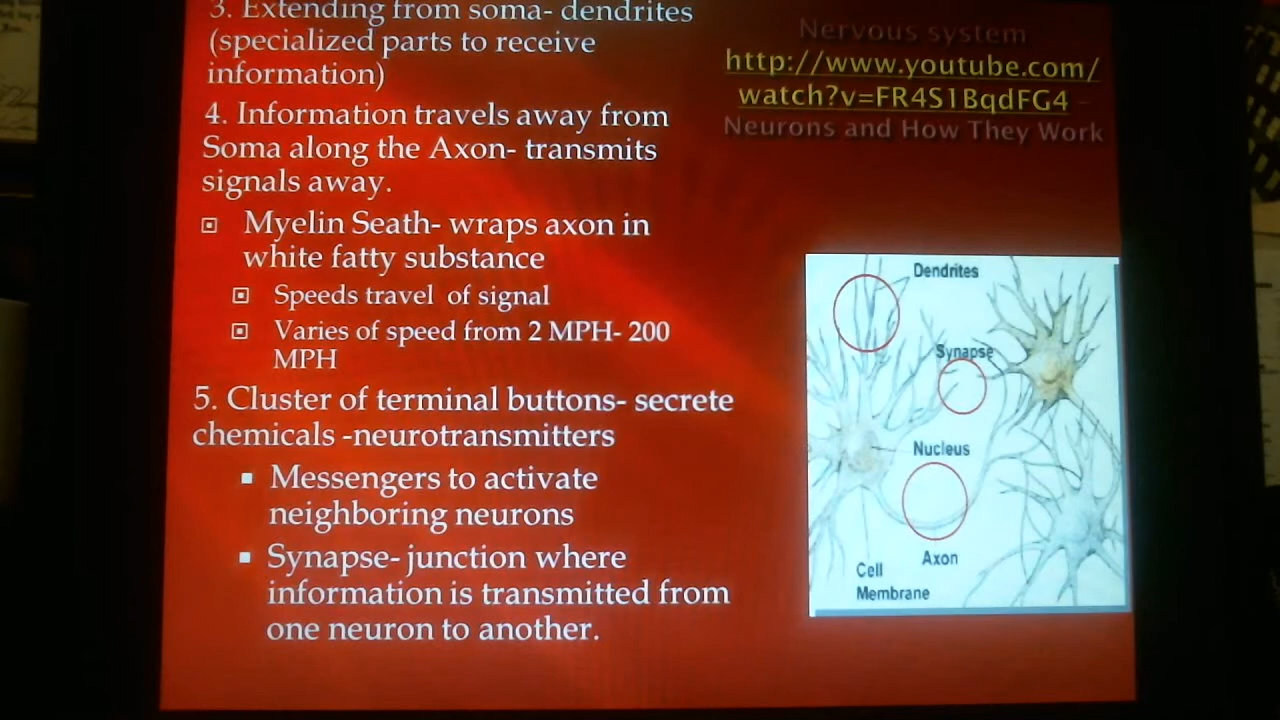 3. Extending from soma- dendrites
(specialized parts to receive
information)
4. Information travels away from
Soma along the Axon- transmits
signals away.
Myelin Seath- wraps axon in
white fatty substance
Speeds travel of signal
Varies of speed from 2 MPH- 200
MPH
5. Cluster of terminal buttons- secrete
chemicals -neurotransmitters
Messengers to activate
neighboring neurons
Synapse- junction where
information is transmitted from
one neuron to another.
Nervous system
http://www.youtube.com/
watch?v=FR4S1BqdFG4 -
Neurons and How They Work
Dendrites
Synapse
Nucleus
Axon
Cell
Membrane